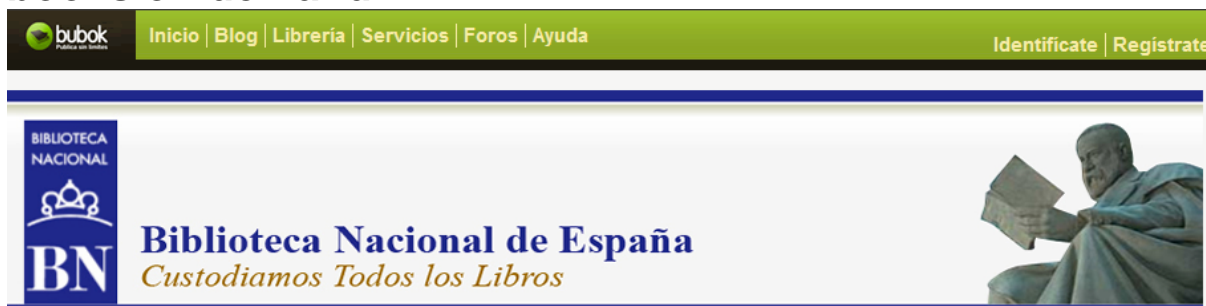 bubok
Publica sin limites
Inicio | Blog | Librería | Servicios | Foros | Ayuda
Identifícate | Regístrate
BIBLIOTECA
NACIONAL
BN
Biblioteca Nacional de España
Custodiamos Todos los Libros